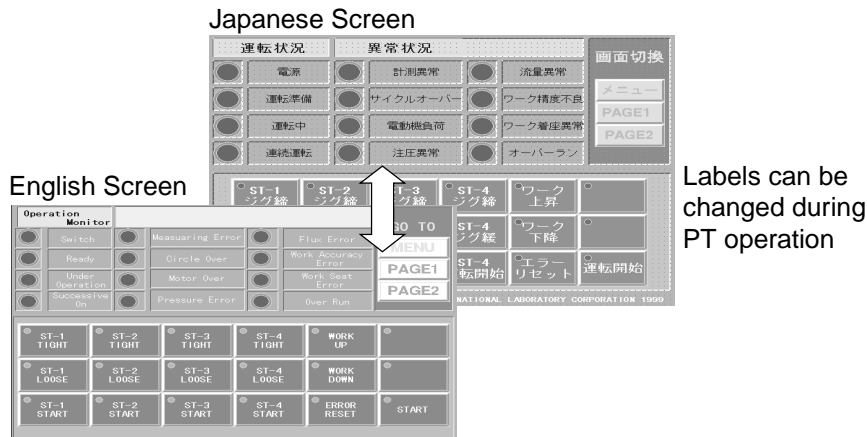 Japanese Screen
運転状況
異常状況
画面切換
電源
計測異常
流量異常
運転準備
サイクルオーバー
ワーク精度不良
メニュー
運転中
電動機負荷
ワーク着座異常
PAGE1
連続運転
注圧異常
オーバーラン
PAGE2
English Screen
ST-1
ジグ締
ST-2
ジグ締
ST-3
ジグ締
ST-4
ジグ締
ワーク
上昇
ST-4
ジグ緩
ワーク
下降
ST-4
転開始
エラー
リセット
運転開始
NATIONAL LABORATORY CORPORATION 1999
Labels can be
changed during
PT operation
Operation
Monitor
GO TO
Switch
Measuaring Error
Flux Error
MENU
Ready
Circle Over
Work Accuracy
Error
PAGE1
Under
Operation
Motor Over
Work Seat
Error
PAGE2
Successive
On
Pressure Error
Over Run
ST-1
TIGHT
ST-2
TIGHT
ST-3
TIGHT
ST-4
TIGHT
WORK
UP
ST-1
LOOSE
ST-2
LOOSE
ST-3
LOOSE
ST-4
LOOSE
WORK
DOWN
ST-1
START
ST-2
START
ST-3
START
ST-4
START
ERROR
RESET
START